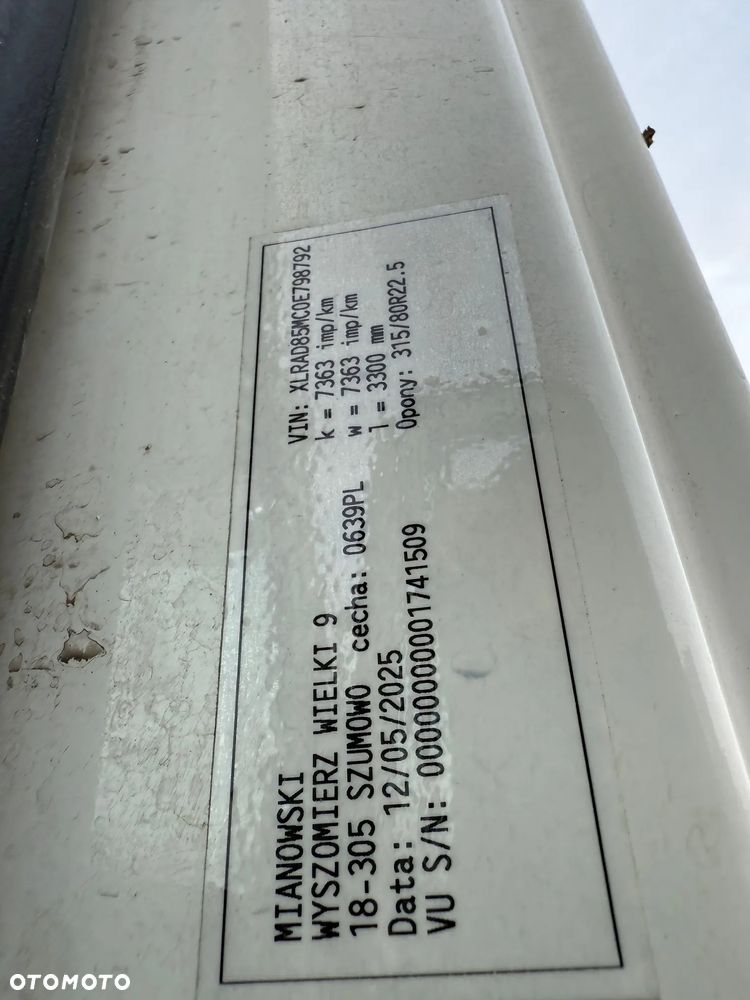 MIANOWSKI
WYSZOMIERZ WIELKI 9
18-305 SZUMOWO cecha: 0639PL
Data: 12/05/2025
VU S/N: 0000000000001741509
VIN: XLRAD85MC0E798792
k = 7363 imp/km
w = 7363 imp/km
l = 3300 mm
Opony: 315/80R22.5
OTOMOTO